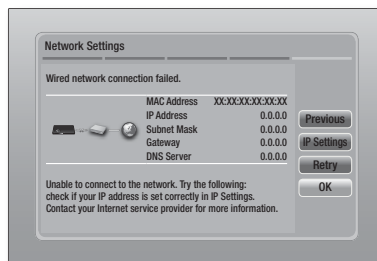 Network Settings
Wired network connection failed.
MAC Address XX:XX:XX:XX:XX:XX
IP Address 0.0.0.0
Subnet Mask 0.0.0.0
Gateway 0.0.0.0
DNS Server 0.0.0.0
Previous
IP Settings
Retry
OK
Unable to connect to the network. Try the following:
check if your IP address is set correctly in IP Settings.
Contact your Internet service provider for more information.